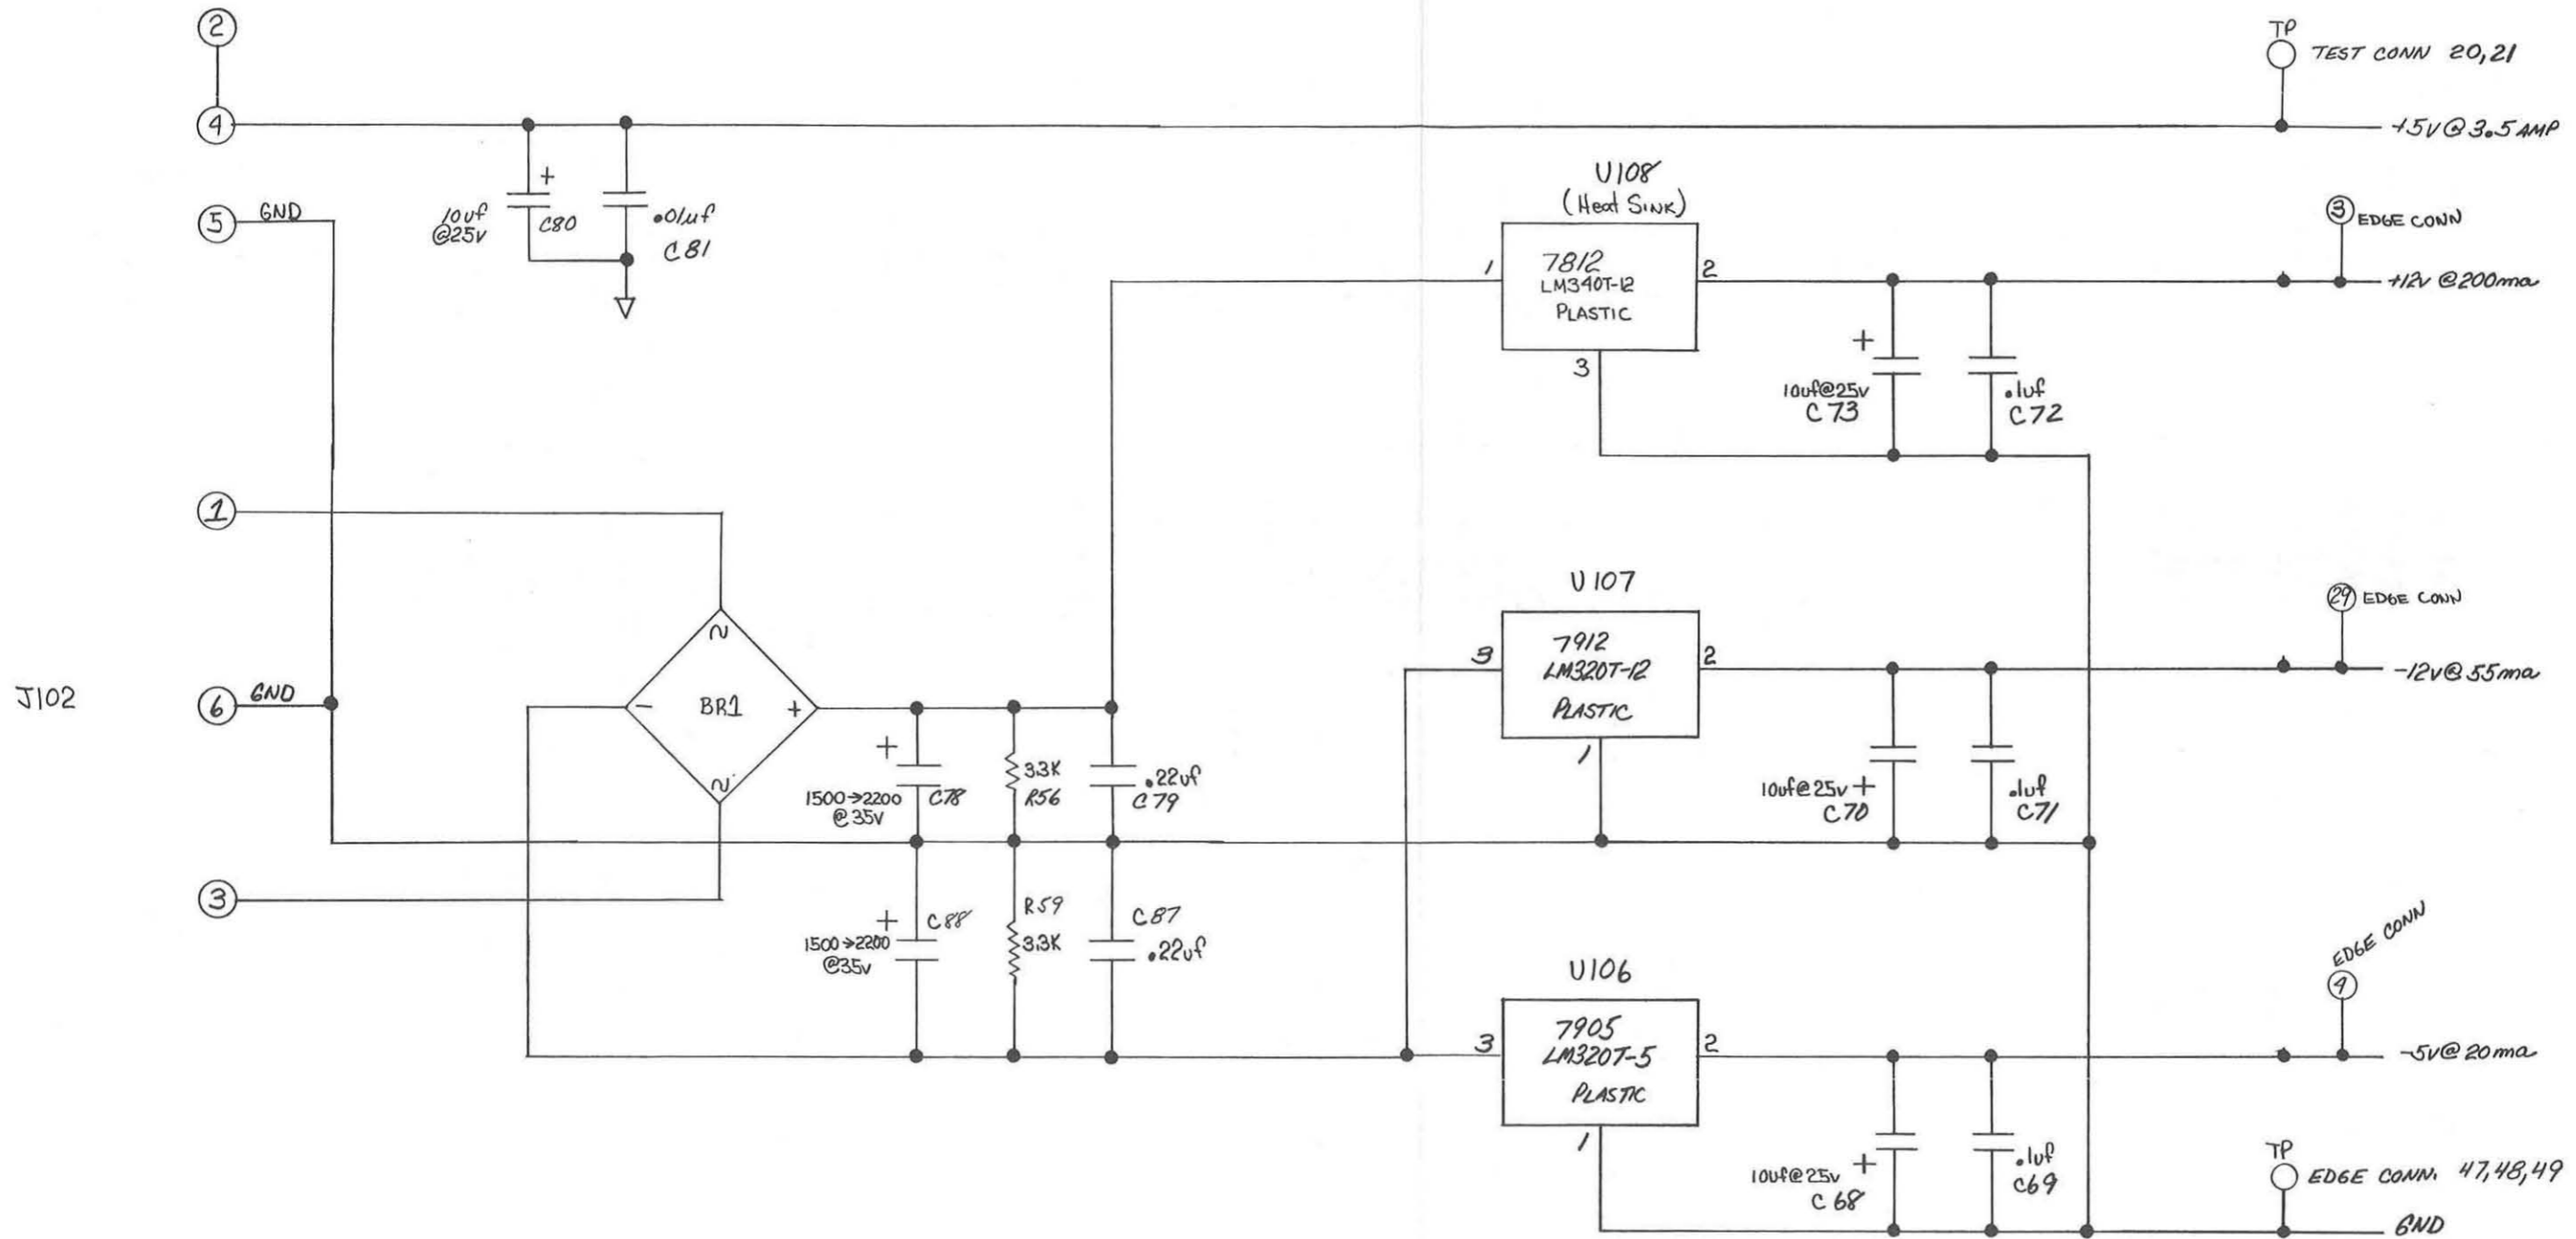 2
TP
TEST CONN 20,21
4
+5V@3.5 AMP
+
10uf
@25V
C80
.01uf
C81
5
GND
U108
(Heat Sink)
7812
LM340T-12
PLASTIC
1
2
3
3
EDGE CONN
+12V @200ma
+
10uf@25V
C73
.1uf
C72
1
U107
7912
LM320T-12
PLASTIC
3
2
1
29
EDGE CONN
-12V@55ma
10uf@25V +
C70
.1uf
C71
J102
6
GND
~
-
BR1
+
~
+
1500→2200
@35V
C78
3.3K
R56
.22uf
C79
3
+
C88
1500→2200
@35V
R59
3.3K
C87
.22uf
U106
7905
LM320T-5
PLASTIC
3
2
1
EDGE CONN
4
-5V@20ma
10uf@25V +
C68
.1uf
C69
TP
EDGE CONN. 47,48,49
GND